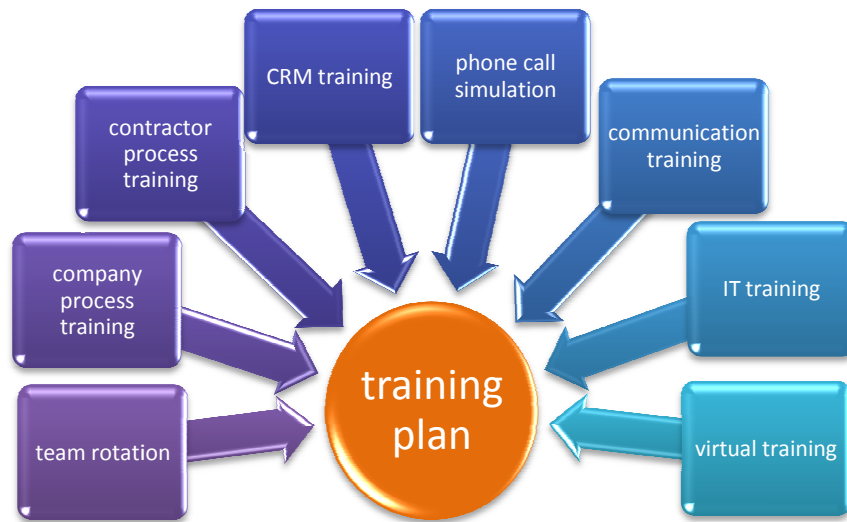 team rotation
company
process
training
contractor
process
training
CRM training
phone call
simulation
communication
training
IT training
virtual training
training
plan